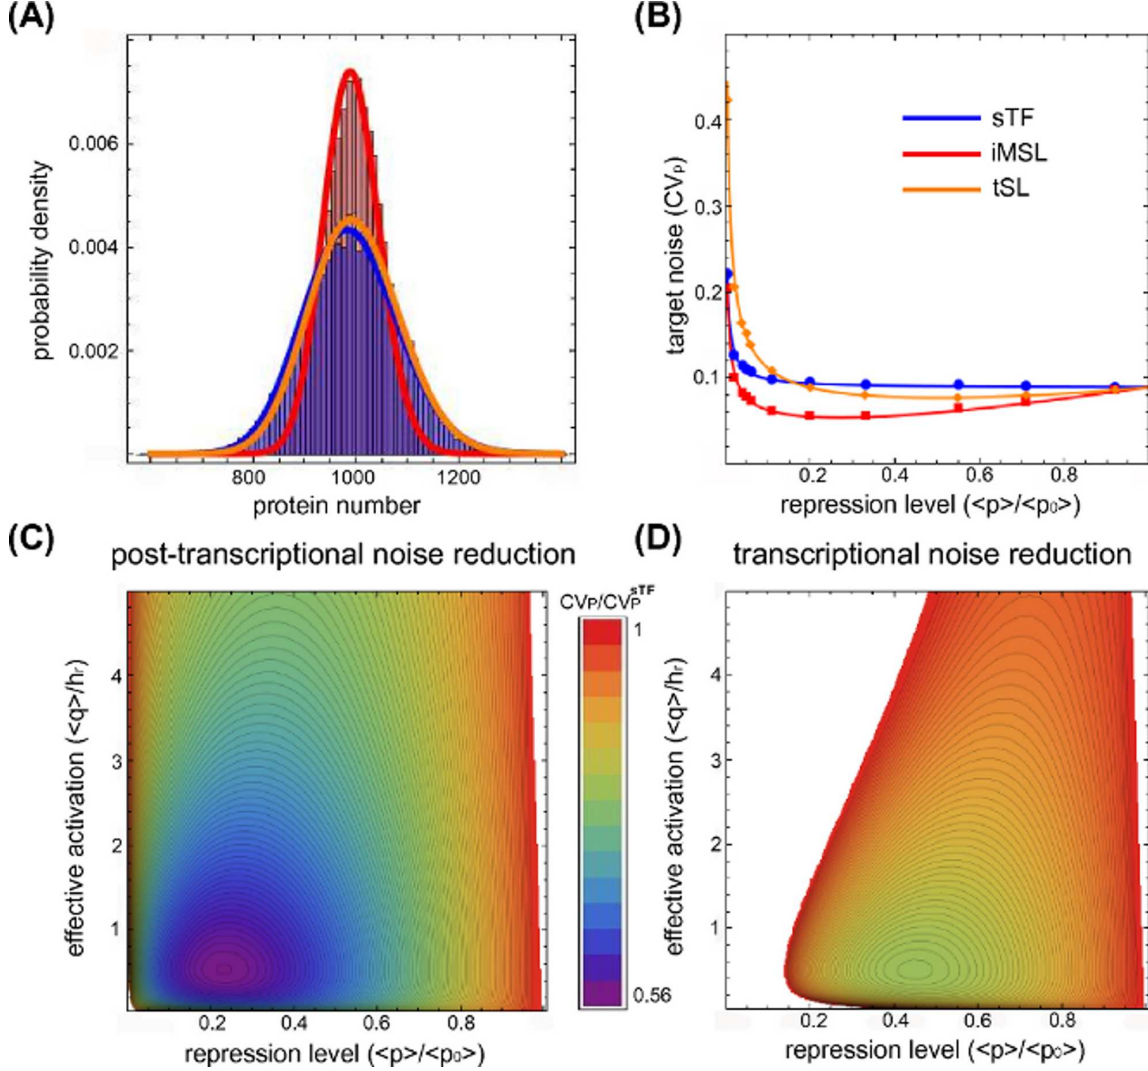 (A)
probability density
0.006
0.004
0.002
800
1000
1200
protein number
(B)
target noise (CVp)
0.4
0.3
0.2
0.1
sTF
iMSL
tSL
0.2
0.4
0.6
0.8
repression level (<p>/<p0>)
(C)
post-transcriptional noise reduction
effective activation (<q>/hr)
4
3
2
1
0.2
0.4
0.6
0.8
repression level (<p>/<p0>)
CVP/CVP sTF
1
0.56
(D)
transcriptional noise reduction
effective activation (<q>/hr)
4
3
2
1
0.2
0.4
0.6
0.8
repression level (<p>/<p0>)